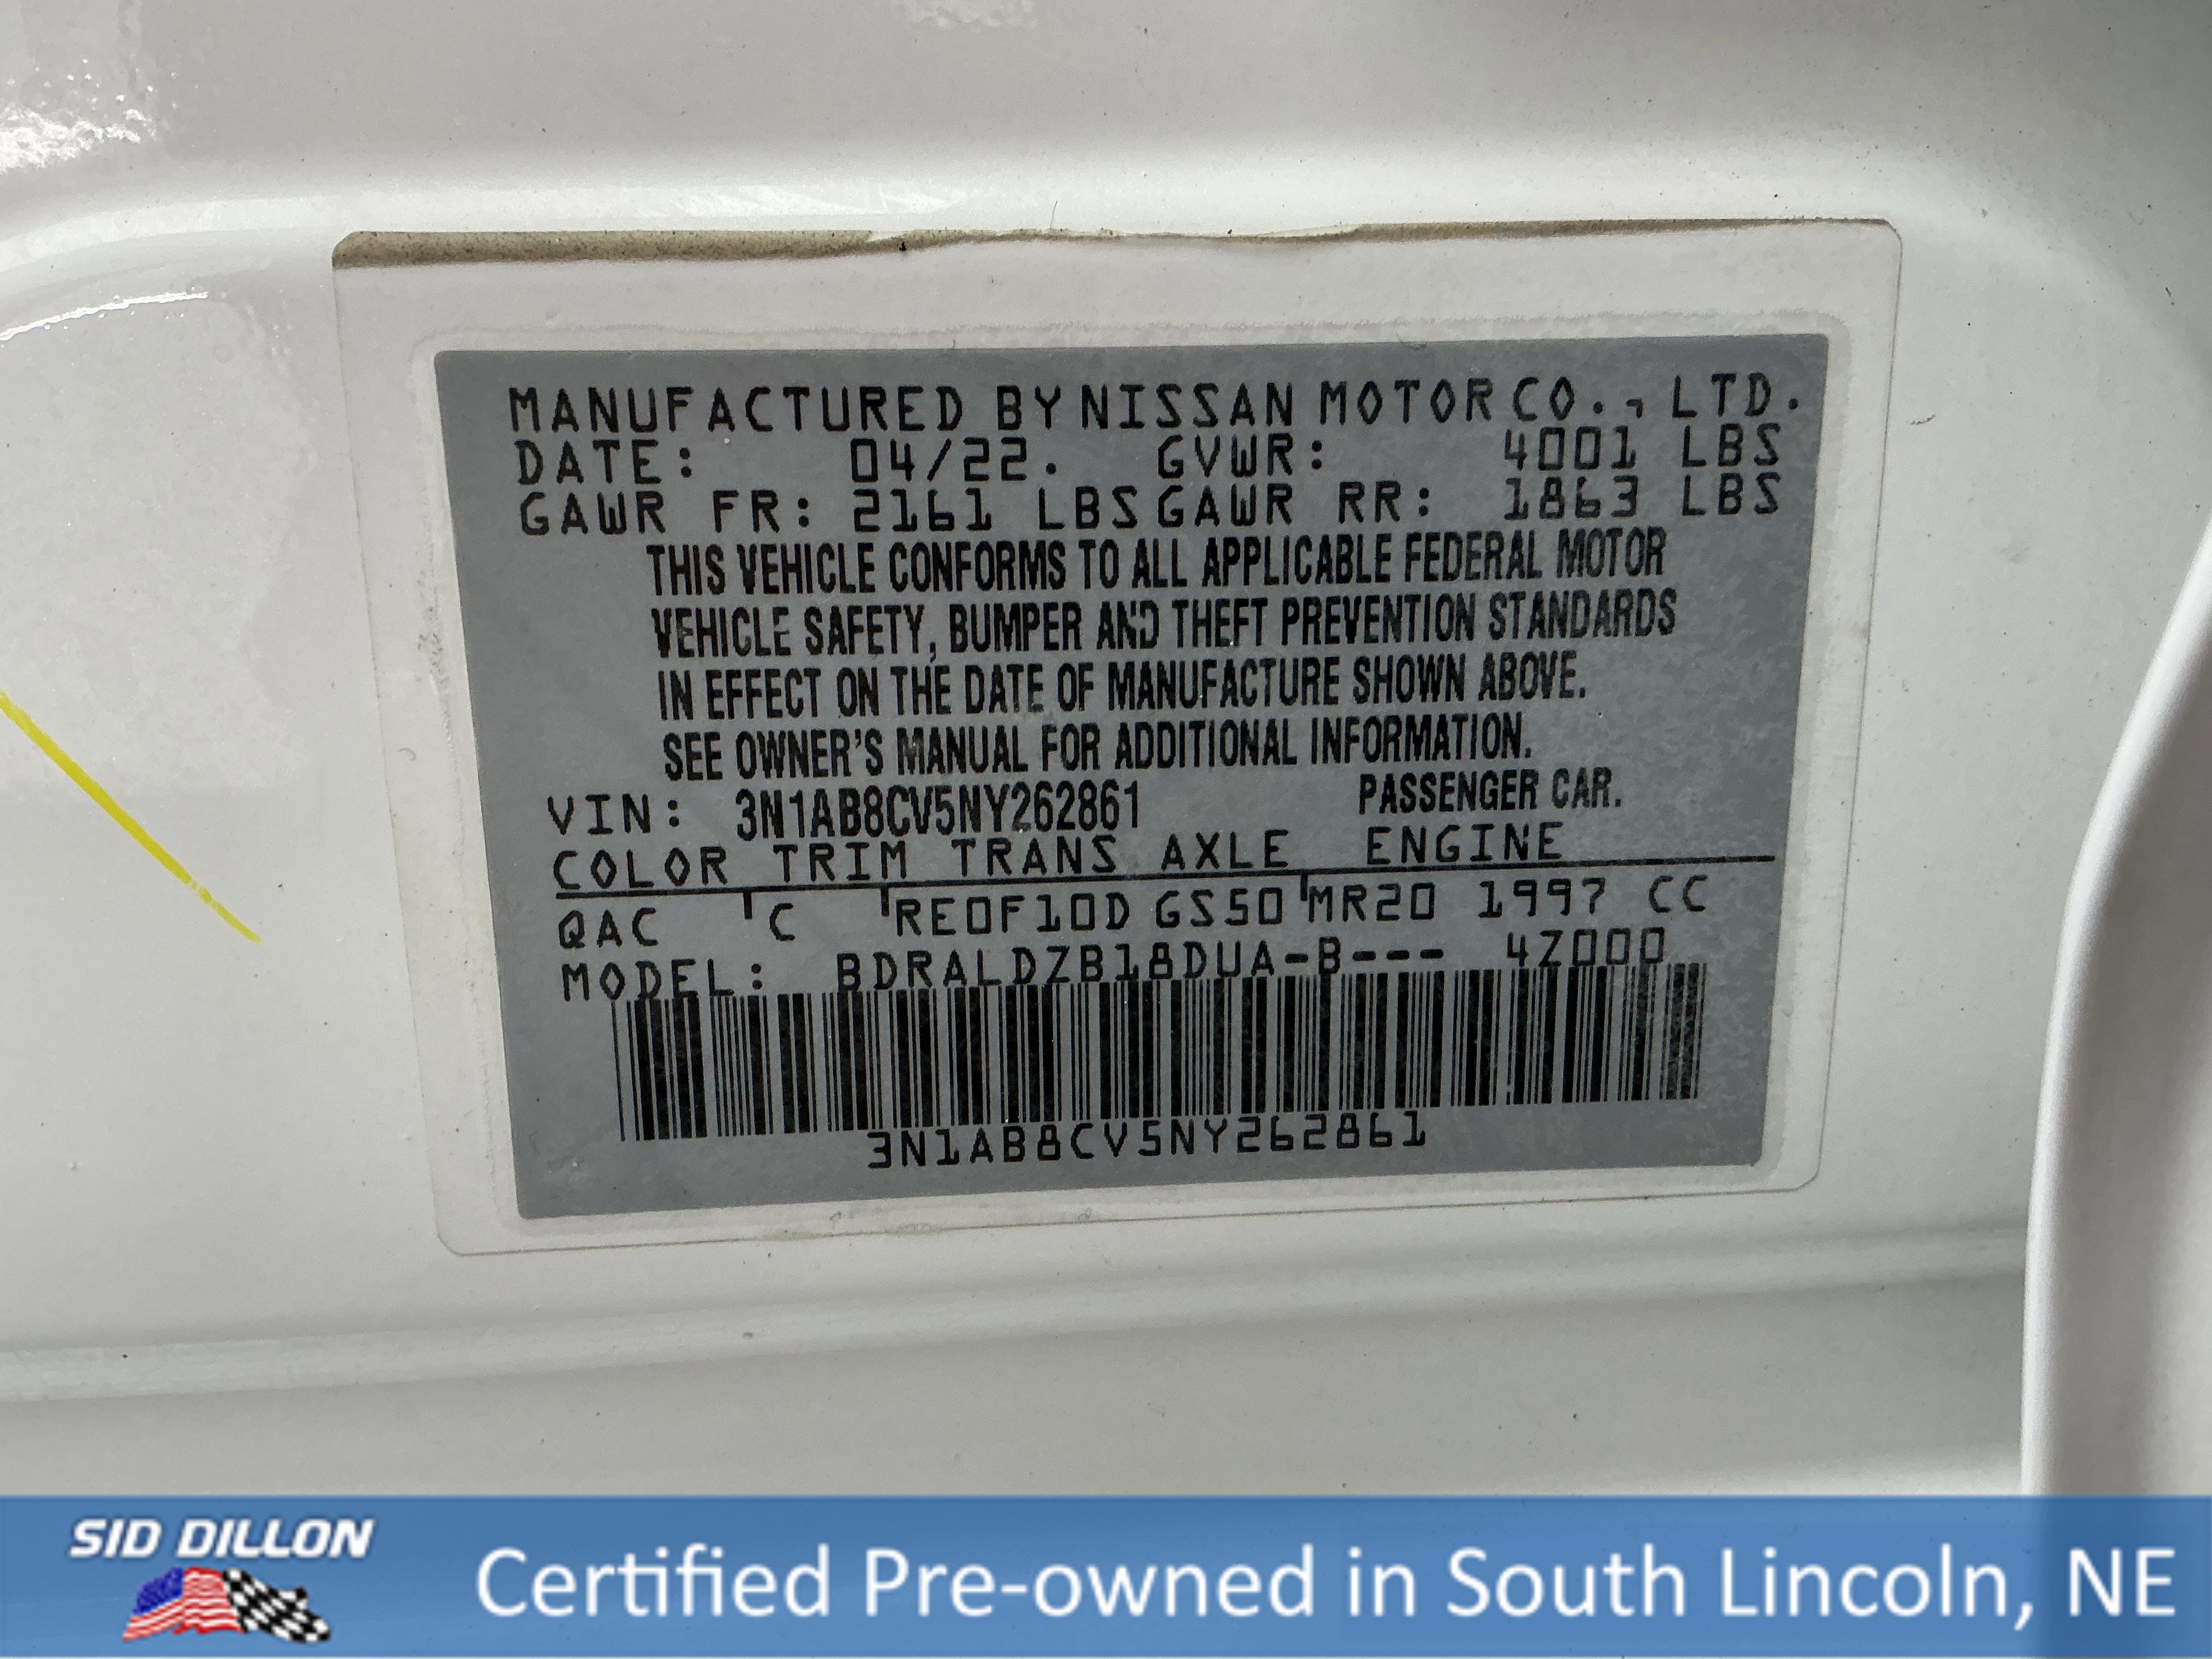 MANUFACTURED BY NISSAN MOTOR CO., LTD.
DATE: 04/22. GVWR: 4001 LBS
GAWR FR: 2161 LBS GAWR RR: 1863 LBS
THIS VEHICLE CONFORMS TO ALL APPLICABLE FEDERAL MOTOR
VEHICLE SAFETY, BUMPER AND THEFT PREVENTION STANDARDS
IN EFFECT ON THE DATE OF MANUFACTURE SHOWN ABOVE.
SEE OWNER'S MANUAL FOR ADDITIONAL INFORMATION.
VIN: 3N1AB8CV5NY262861 PASSENGER CAR.
COLOR TRIM TRANS AXLE ENGINE
QAC C RE0F10D GS50 MR20 1997 CC
MODEL: BDRALDZB18DUA-B--- 4Z000
3N1AB8CV5NY262861
SID DILLON
Certified Pre-owned in South Lincoln, NE